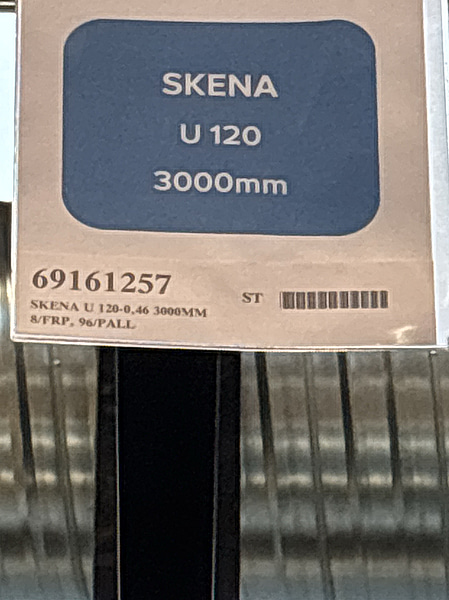 SKENA
U 120
3000mm
69161257
SKENA U 120-0.46 3000MM
8/FRP, 96/PALL
ST